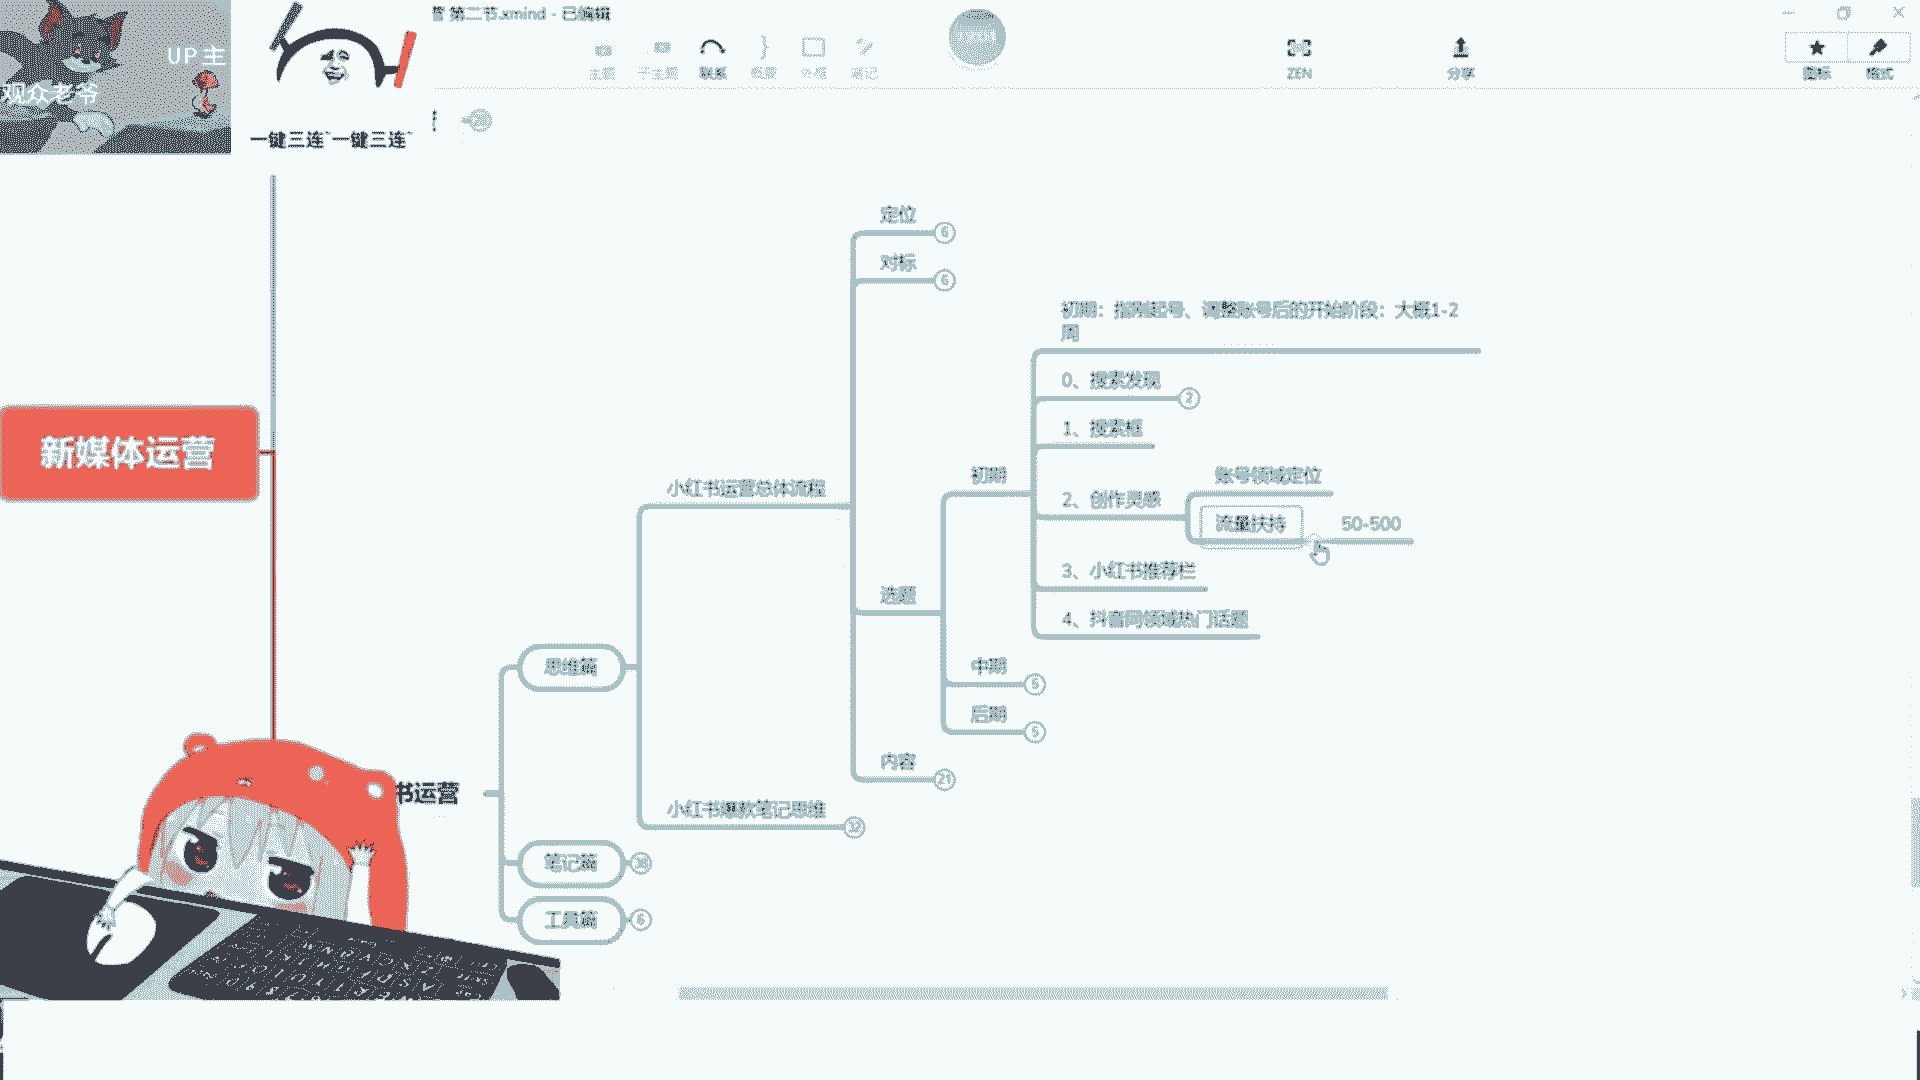 UP 主
观众老爷
一键三连~一键三连~
营 第二节.xmind - 已编辑
主题
子主题
联系
概要
外框
笔记
ZEN
分享
图标
格式
28
新媒体运营
书运营
思维篇
笔记篇
38
工具篇
6
小红书运营总体流程
小红书爆款笔记思维
32
定位
6
对标
6
选题
内容
21
初期
中期
5
后期
5
初期：指刚起号、调整账号后的开始阶段：大概1-2
周
0、搜索发现
2
1、搜索框
2、创作灵感
账号领域定位
流量扶持
50-500
3、小红书推荐栏
4、抖音同领域热门话题